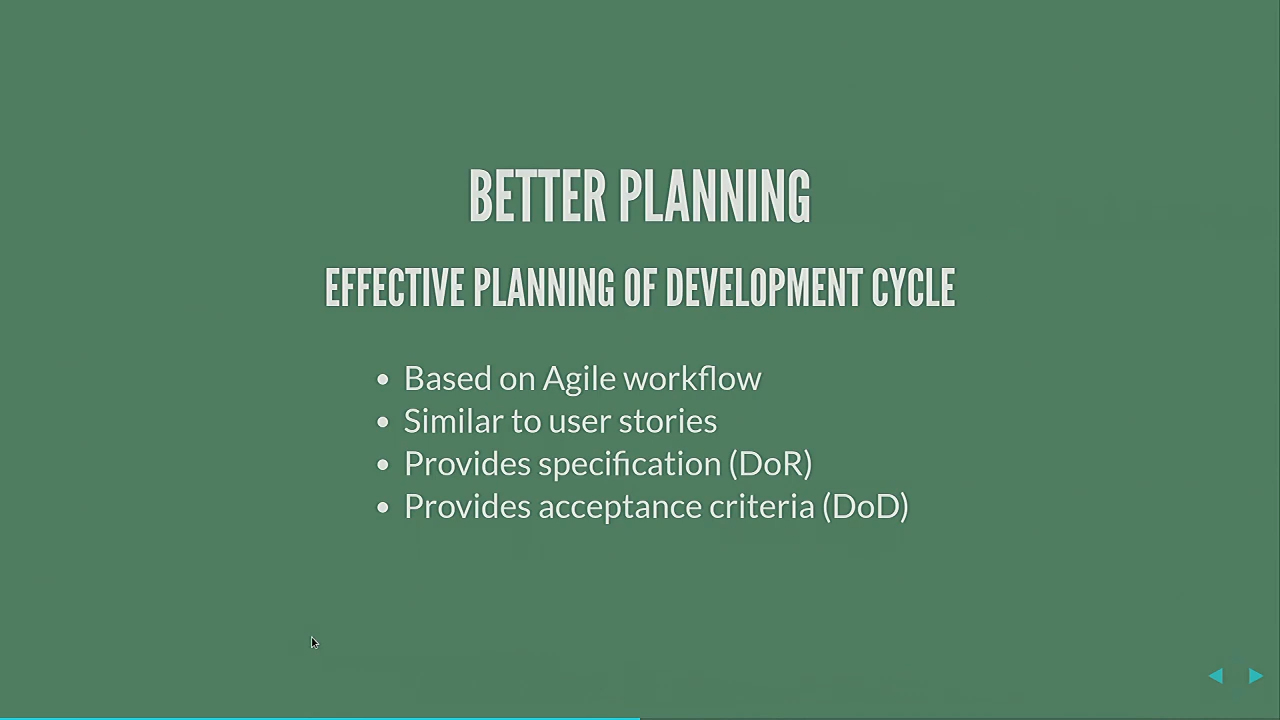 BETTER PLANNING
EFFECTIVE PLANNING OF DEVELOPMENT CYCLE
Based on Agile workflow
Similar to user stories
Provides specification (DoR)
Provides acceptance criteria (DoD)